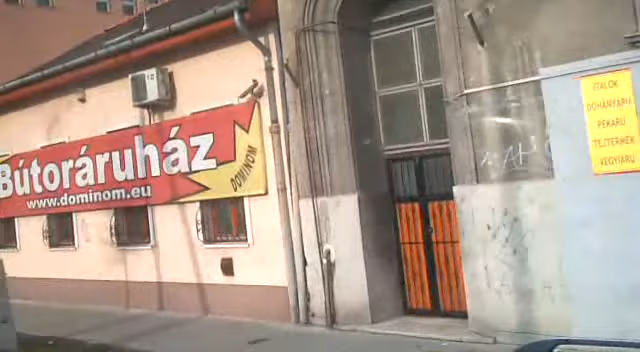 Bútoráruház
www.dominom.eu
DOMINOM
ITALOK
DOHÁNYÁRU
PÉKÁRU
TEJTERMÉK
VEGYIÁRU